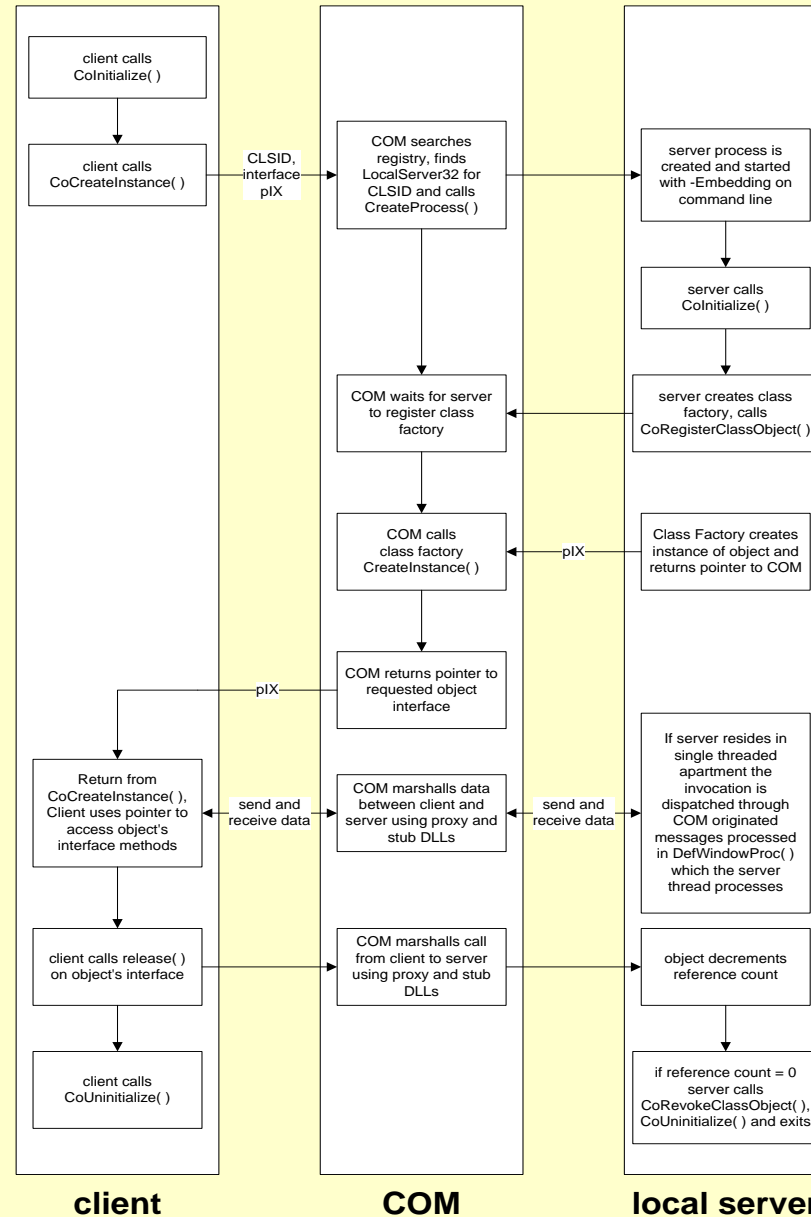 client calls
CoInitialize( )
client calls
CoCreateInstance( )
CLSID,
interface
pIX
COM searches
registry, finds
LocalServer32 for
CLSID and calls
CreateProcess( )
server process is
created and started
with -Embedding on
command line
server calls
CoInitialize( )
COM waits for server
to register class
factory
server creates class
factory, calls
CoRegisterClassObject( )
COM calls
class factory
CreateInstance( )
pIX
Class Factory creates
instance of object and
returns pointer to COM
pIX
COM returns pointer to
requested object
interface
Return from
CoCreateInstance( ),
Client uses pointer to
access object's
interface methods
send and
receive data
COM marshalls data
between client and
server using proxy and
stub DLLs
send and
receive data
If server resides in
single threaded
apartment the
invocation is
dispatched through
COM originated
messages processed
in DefWindowProc( )
which the server
thread processes
client calls release( )
on object's interface
COM marshalls call
from client to server
using proxy and stub
DLLs
object decrements
reference count
client calls
CoUninitialize( )
if reference count = 0
server calls
CoRevokeClassObject( ),
CoUninitialize( ) and exits
client
COM
local server